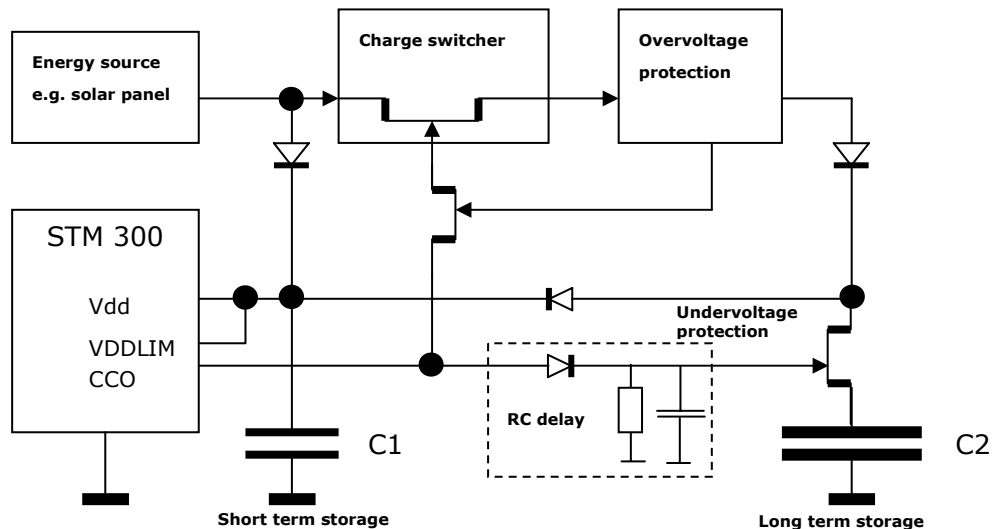 Energy source
e.g. solar panel
Charge switcher
Overvoltage
protection
STM 300
Vdd
VDDLIM
CCO
Undervoltage
protection
RC delay
C1
C2
Short term storage
Long term storage